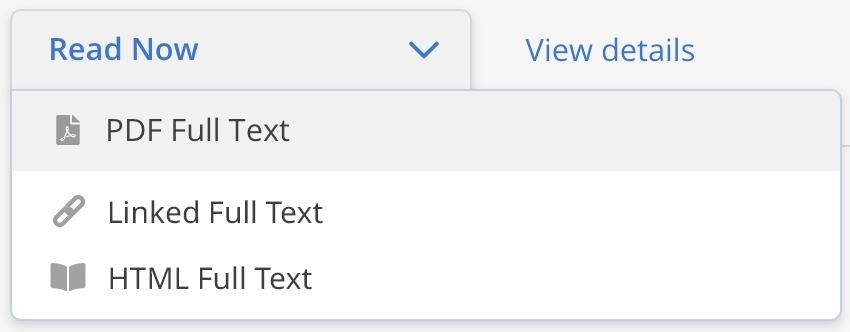 Read Now
View details
PDF Full Text
Linked Full Text
HTML Full Text